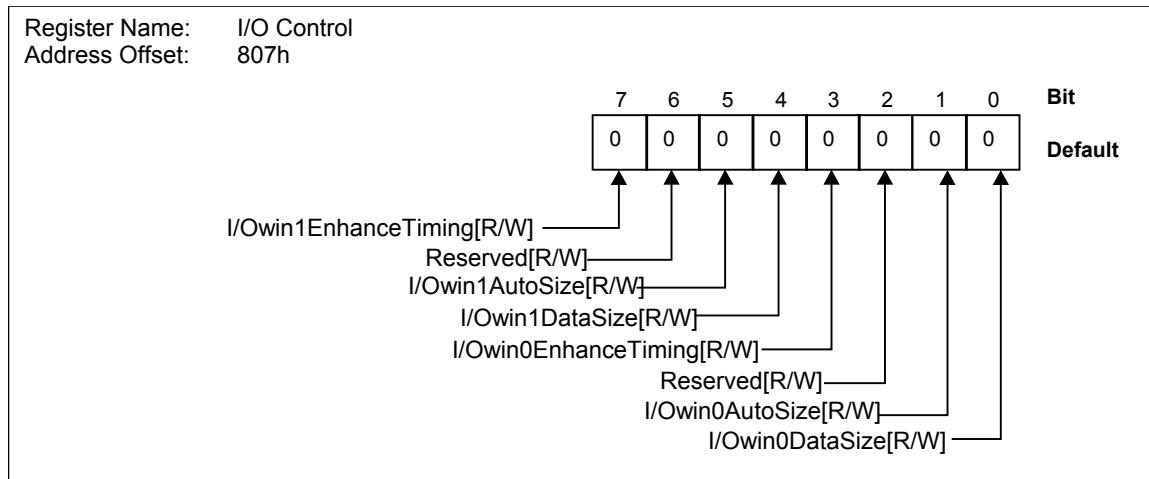 Register Name: I/O Control
Address Offset: 807h
7 6 5 4 3 2 1 0 Bit
0 0 0 0 0 0 0 0 Default
I/Owin1EnhanceTiming[R/W]
Reserved[R/W]
I/Owin1AutoSize[R/W]
I/Owin1DataSize[R/W]
I/Owin0EnhanceTiming[R/W]
Reserved[R/W]
I/Owin0AutoSize[R/W]
I/Owin0DataSize[R/W]